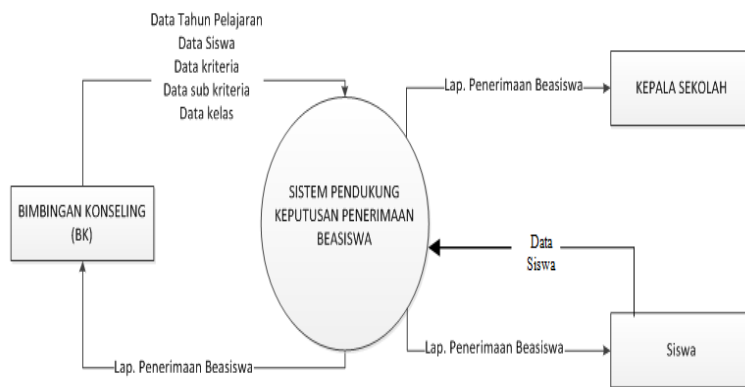 Data Tahun Pelajaran
Data Siswa
Data kriteria
Data sub kriteria
Data kelas
Lap. Penerimaan Beasiswa
KEPALA SEKOLAH
SISTEM PENDUKUNG
KEPUTUSAN PENERIMAAN
BEASISWA
BIMBINGAN KONSELING
(BK)
Data
Siswa
Lap. Penerimaan Beasiswa
Lap. Penerimaan Beasiswa
Siswa